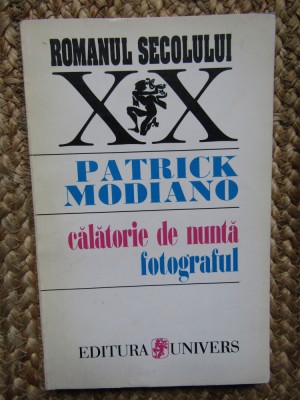 ROMANUL SECOLULUI
XX
PATRICK
MODIANO
călătorie de nuntă
fotograful
EDITURA UNIVERS